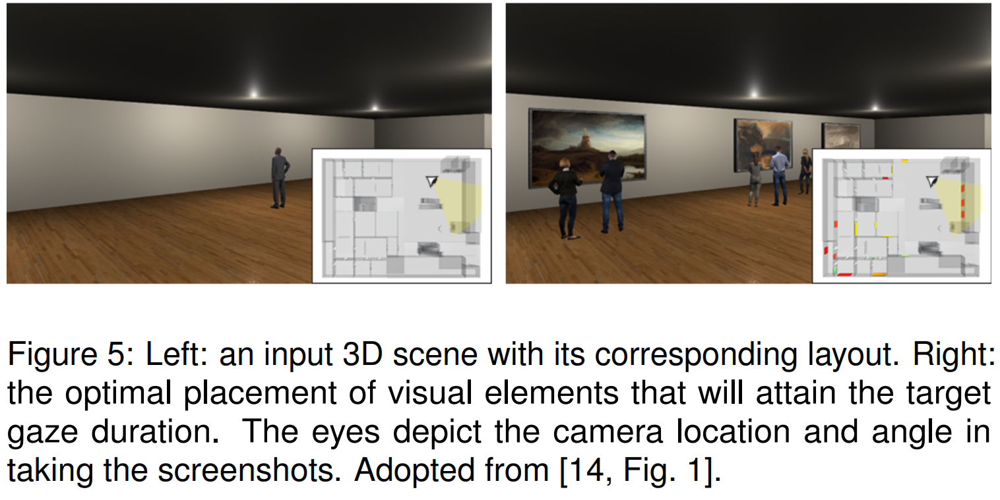 Figure 5: Left: an input 3D scene with its corresponding layout. Right:
the optimal placement of visual elements that will attain the target
gaze duration. The eyes depict the camera location and angle in
taking the screenshots. Adopted from [14, Fig. 1].